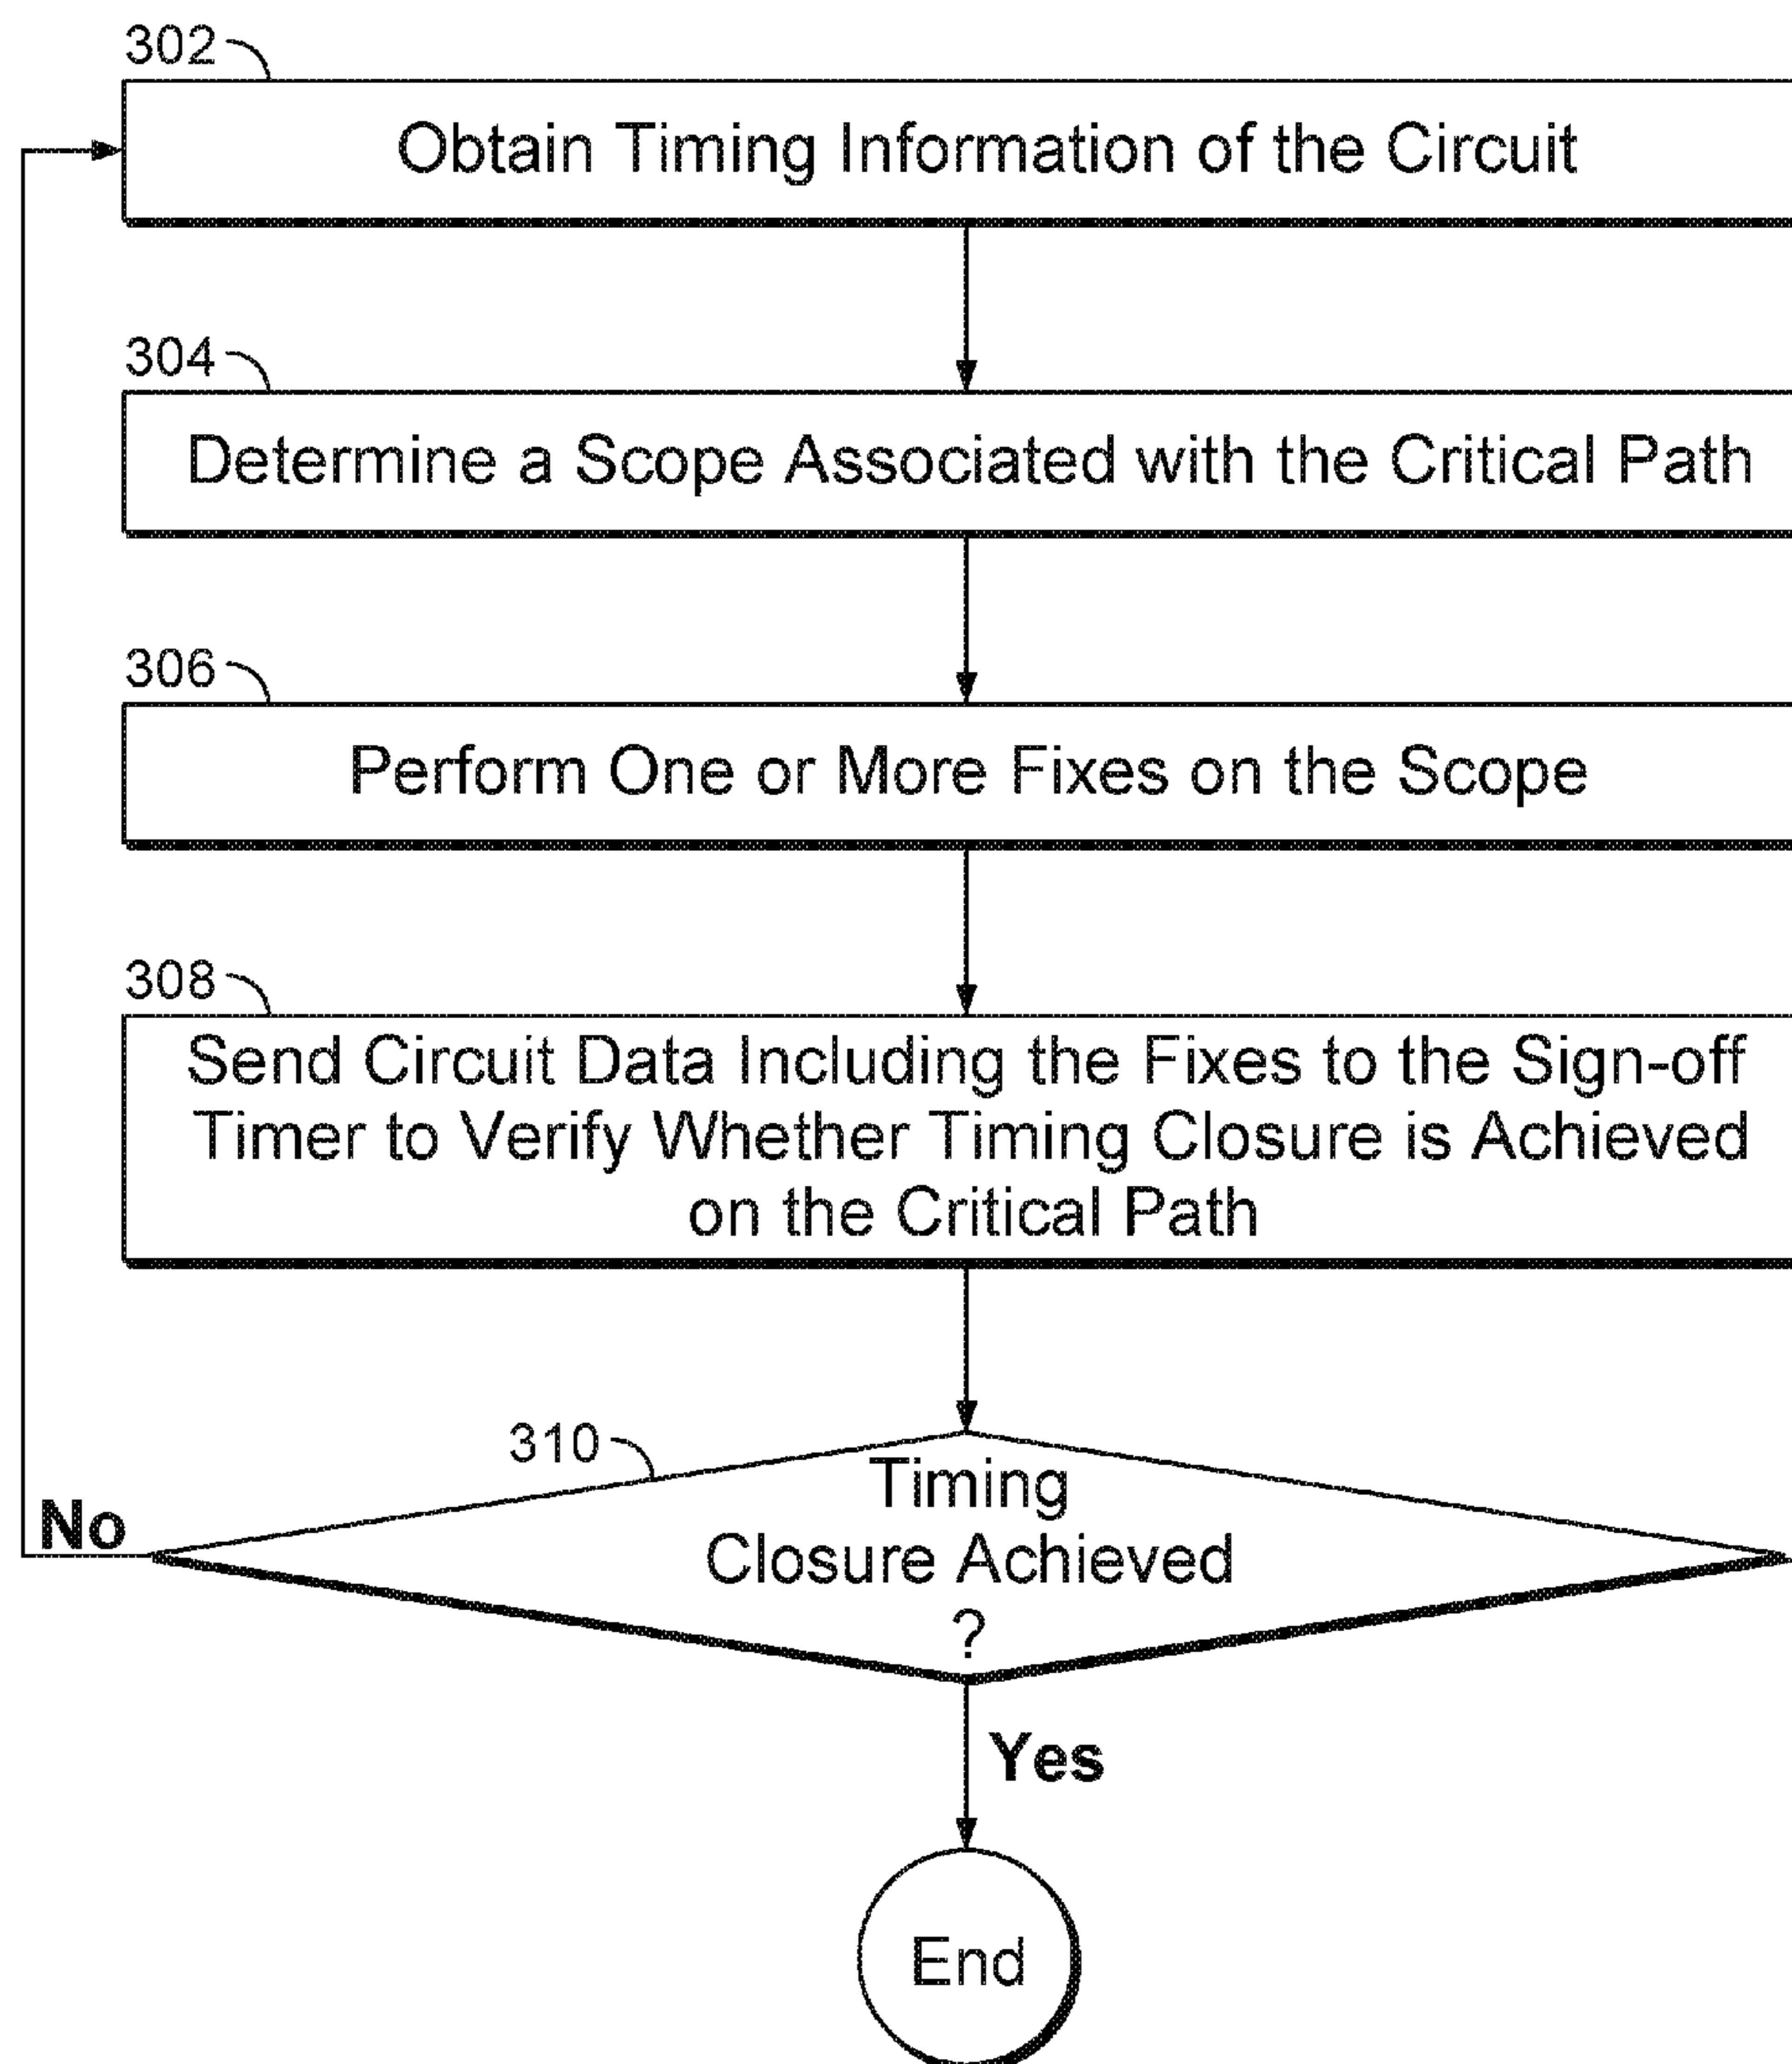 302
Obtain Timing Information of the Circuit
304
Determine a Scope Associated with the Critical Path
306
Perform One or More Fixes on the Scope
308
Send Circuit Data Including the Fixes to the Sign-off
Timer to Verify Whether Timing Closure is Achieved
on the Critical Path
310
Timing
Closure Achieved
?
No
Yes
End